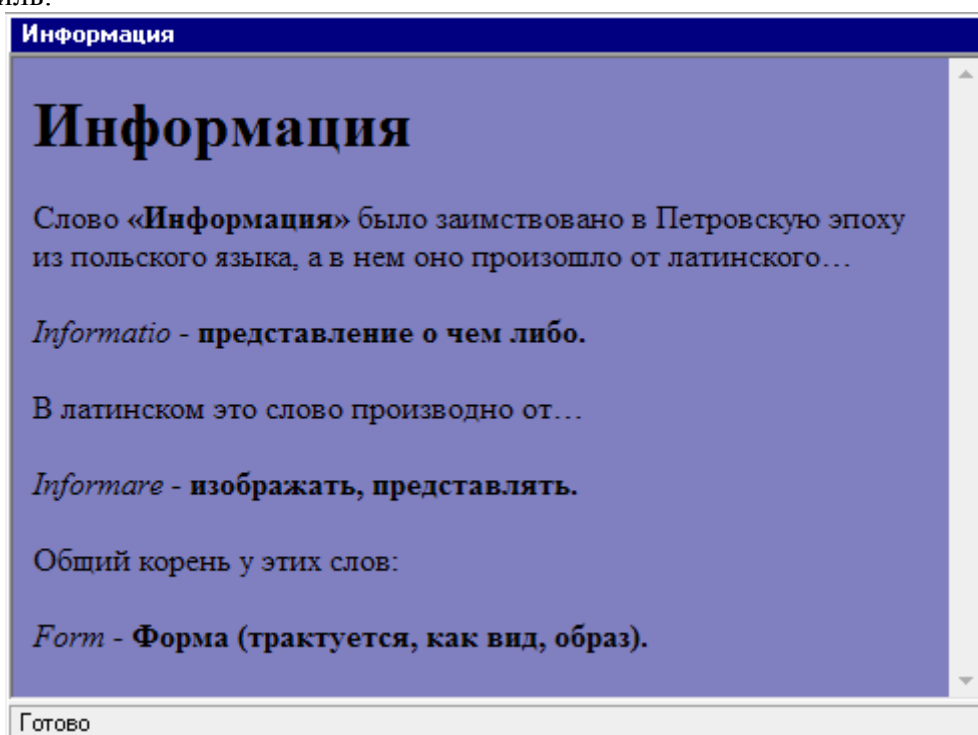 Информация
Информация
Слово «Информация» было заимствовано в Петровскую эпоху
из польского языка, а в нем оно произошло от латинского…
Informatio - представление о чем либо.
В латинском это слово производно от…
Informare - изображать, представлять.
Общий корень у этих слов:
Form - Форма (трактуется, как вид, образ).
Готово